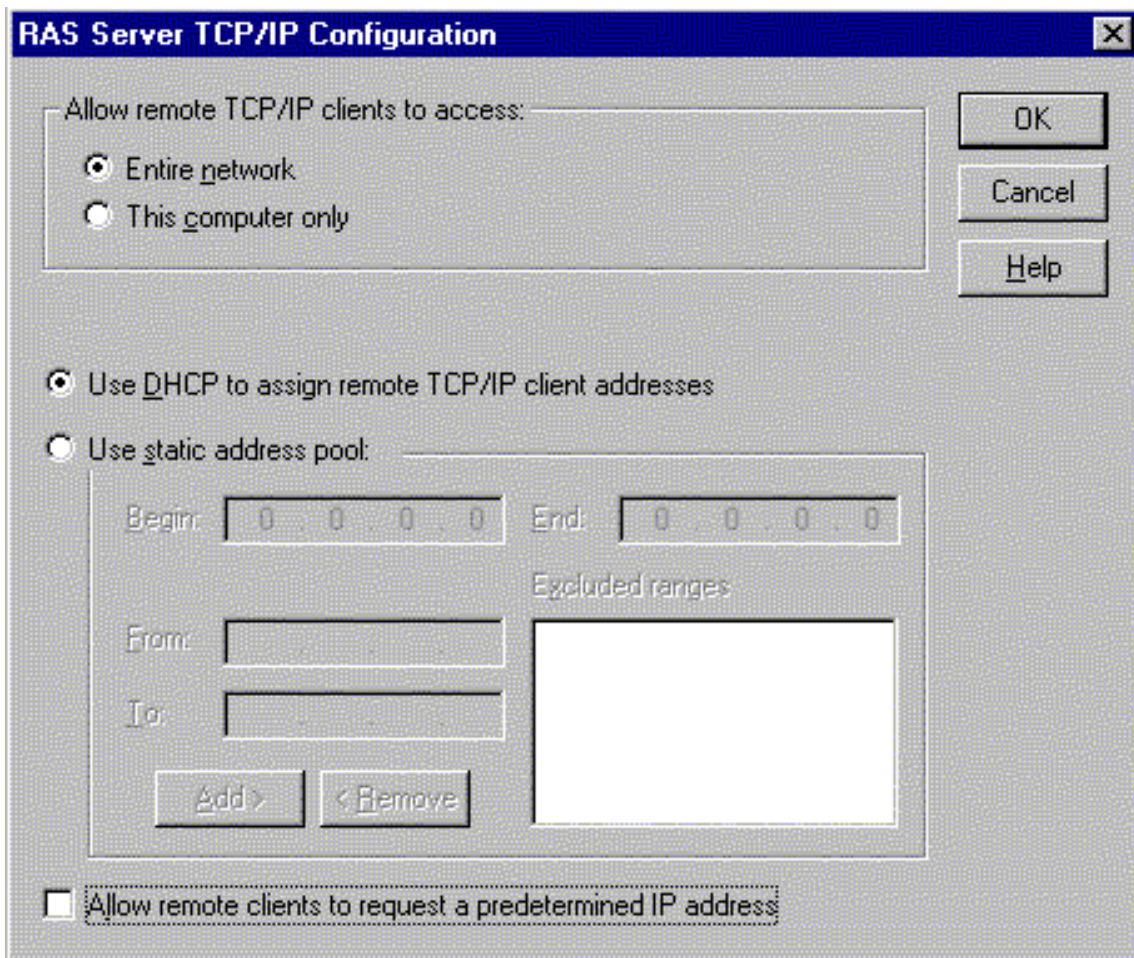 RAS Server TCP/IP Configuration
Allow remote TCP/IP clients to access:
OK
Entire network
Cancel
This computer only
Help
Use DHCP to assign remote TCP/IP client addresses
Use static address pool:
Begin: 0 . 0 . 0 . 0 End: 0 . 0 . 0 . 0
Excluded ranges
From: . . .
To: . . .
Add > < Remove
Allow remote clients to request a predetermined IP address